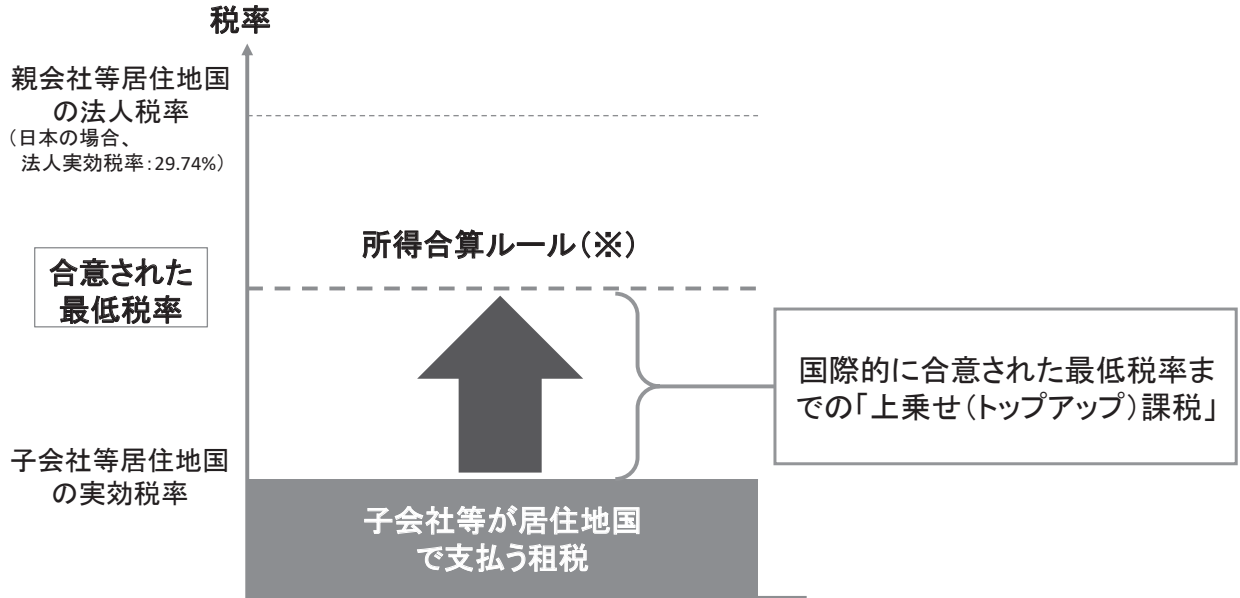 税率
親会社等居住地国
の法人税率
（日本の場合、
法人実効税率：29.74%）
所得合算ルール（※）
合意された
最低税率
国際的に合意された最低税率ま
での「上乗せ（トップアップ）課税」
子会社等居住地国
の実効税率
子会社等が居住地国
で支払う租税